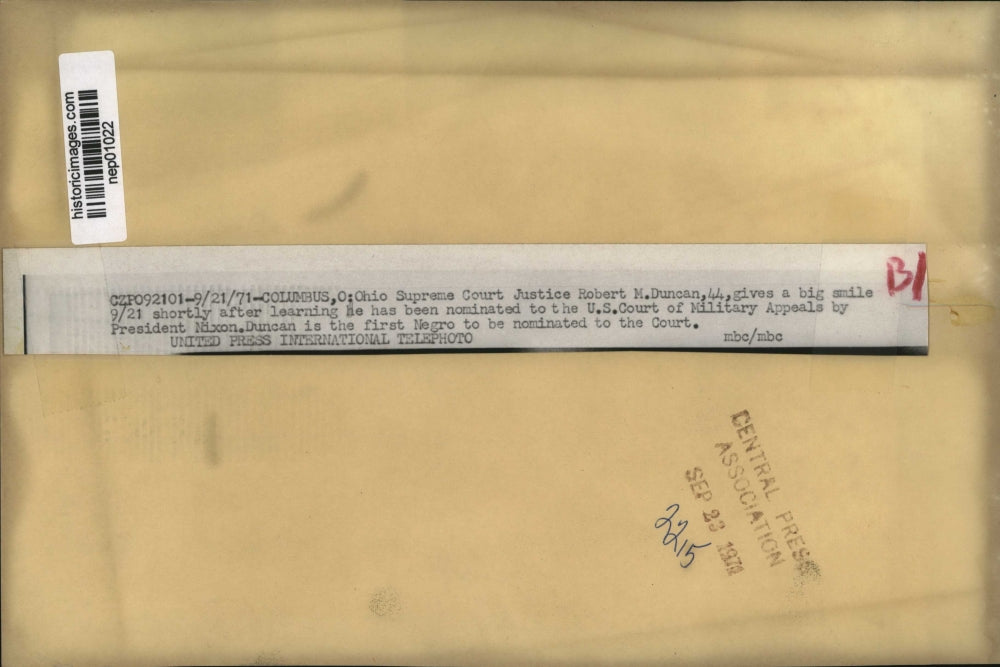 historicimages.com
nep01022
B/
CZP092101-9/21/71-COLUMBUS,O:Ohio Supreme Court Justice Robert M.Duncan,44,gives a big smile
9/21 shortly after learning he has been nominated to the U.S.Court of Military Appeals by
President Nixon.Duncan is the first Negro to be nominated to the Court.
UNITED PRESS INTERNATIONAL TELEPHOTO mbc/mbc
CENTRAL PRESS
ASSOCIATION
SEP 23 1971
2215